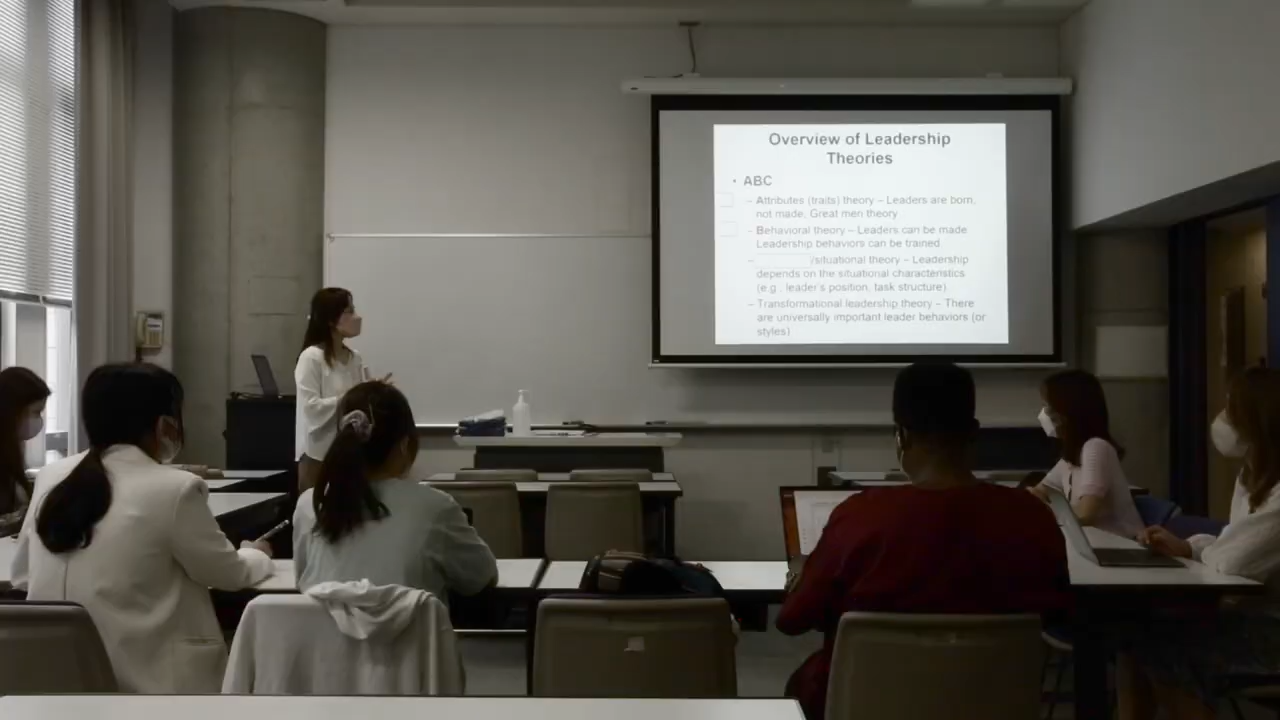 Overview of Leadership
Theories
• ABC
– Attributes (traits) theory – Leaders are born,
not made, Great men theory
– Behavioral theory – Leaders can be made
Leadership behaviors can be trained
– /situational theory – Leadership
depends on the situational characteristics
(e.g., leader's position, task structure)
– Transformational leadership theory – There
are universally important leader behaviors (or
styles)